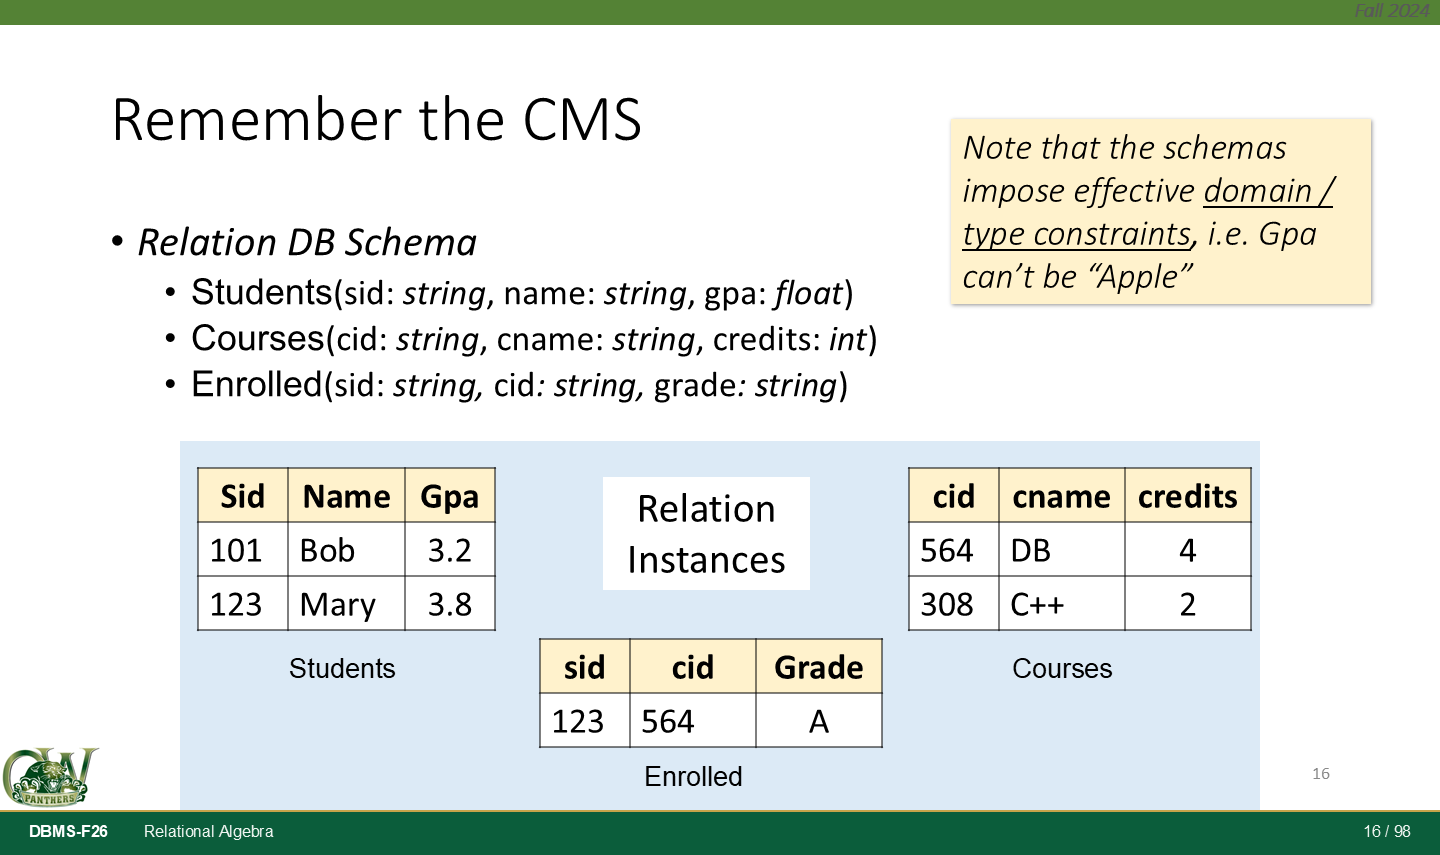 Fall 2024
Remember the CMS
Note that the schemas
impose effective domain /
type constraints, i.e. Gpa
can't be “Apple”
• Relation DB Schema
• Students(sid: string, name: string, gpa: float)
• Courses(cid: string, cname: string, credits: int)
• Enrolled(sid: string, cid: string, grade: string)
Sid Name Gpa
101 Bob 3.2
123 Mary 3.8
Students
Relation
Instances
cid cname credits
564 DB 4
308 C++ 2
Courses
sid cid Grade
123 564 A
Enrolled
16
OW
PANTHERS
DBMS-F26 Relational Algebra 16 / 98